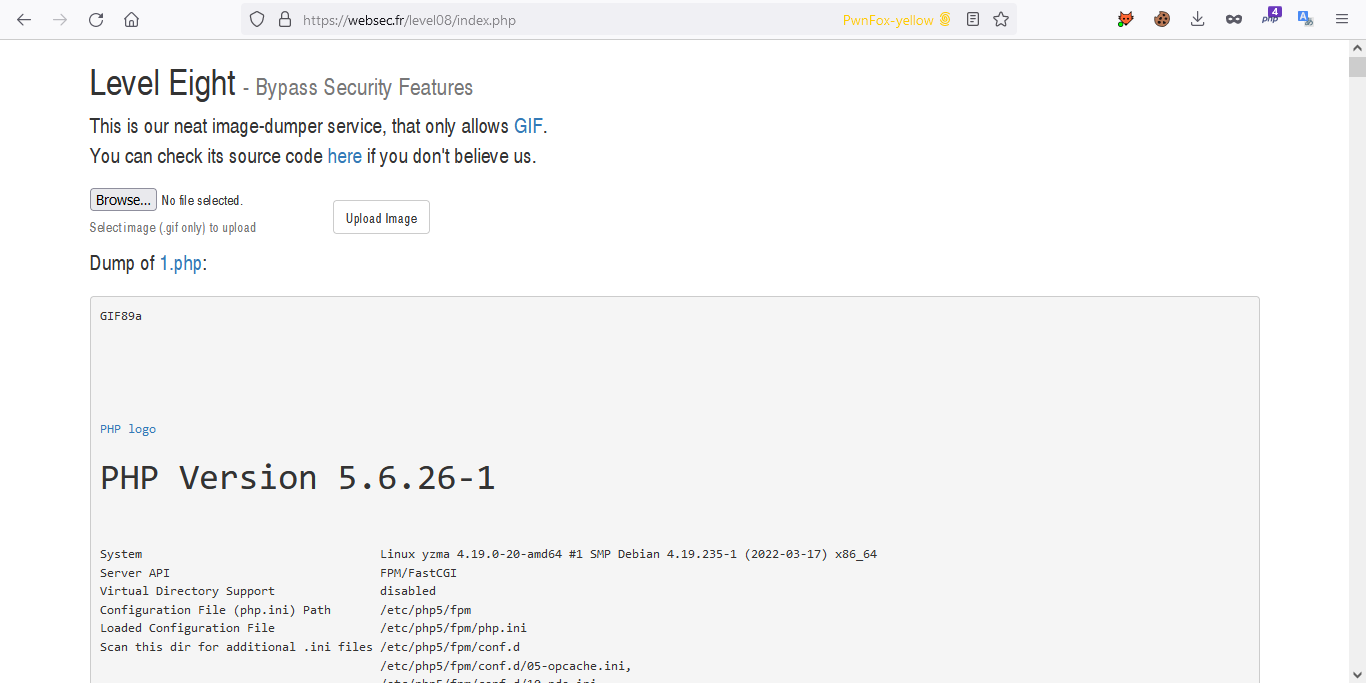 https://websec.fr/level08/index.php
PwnFox-yellow
php 4
Level Eight - Bypass Security Features
This is our neat image-dumper service, that only allows GIF.
You can check its source code here if you don't believe us.
Browse... No file selected.
Select image (.gif only) to upload
Upload Image
Dump of 1.php:
GIF89a
PHP logo
PHP Version 5.6.26-1
System Linux yzma 4.19.0-20-amd64 #1 SMP Debian 4.19.235-1 (2022-03-17) x86_64
Server API FPM/FastCGI
Virtual Directory Support disabled
Configuration File (php.ini) Path /etc/php5/fpm
Loaded Configuration File /etc/php5/fpm/php.ini
Scan this dir for additional .ini files /etc/php5/fpm/conf.d
/etc/php5/fpm/conf.d/05-opcache.ini,